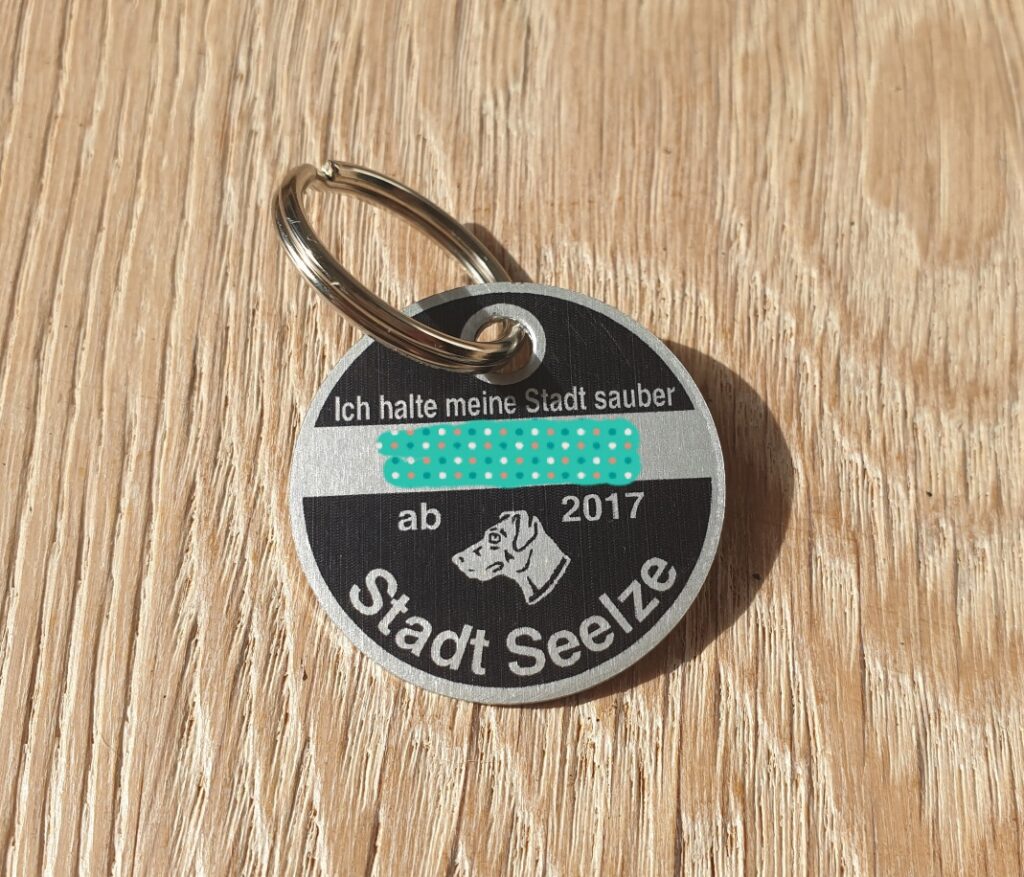 Ich halte meine Stadt sauber
ab 2017
Stadt Seelze